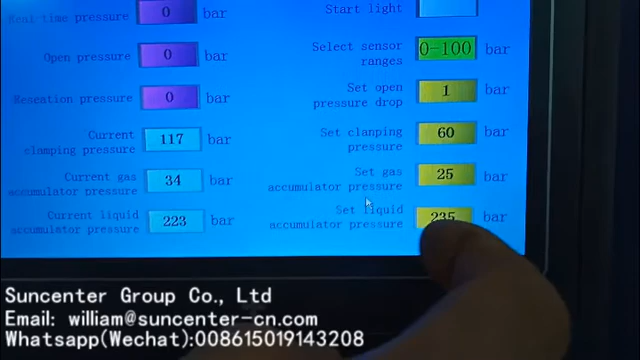 Real time pressure 0 bar
Start light
Open pressure 0 bar
Select sensor ranges 0-100 bar
Reseation pressure 0 bar
Set open pressure drop 1 bar
Current clamping pressure 117 bar
Set clanping pressure 60 bar
Current gas accumulator pressure 34 bar
Set gas accumulator pressure 25 bar
Current liquid accumulator pressure 223 bar
Set liquid accumulator pressure 235 bar
Suncenter Group Co., Ltd
Email: william@suncenter-cn.com
Whatsapp(Wechat):008615019143208